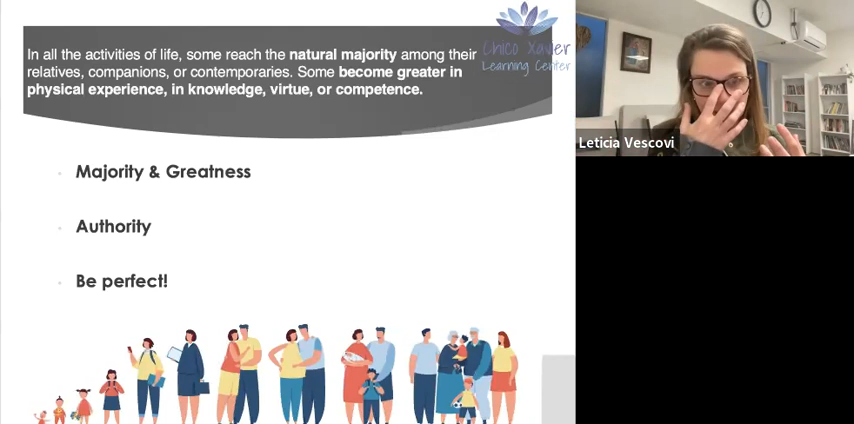 In all the activities of life, some reach the natural majority among their
relatives, companions, or contemporaries. Some become greater in
physical experience, in knowledge, virtue, or competence.
Chico Xavier
Learning Center
Majority & Greatness
Authority
Be perfect!
Leticia Vescovi